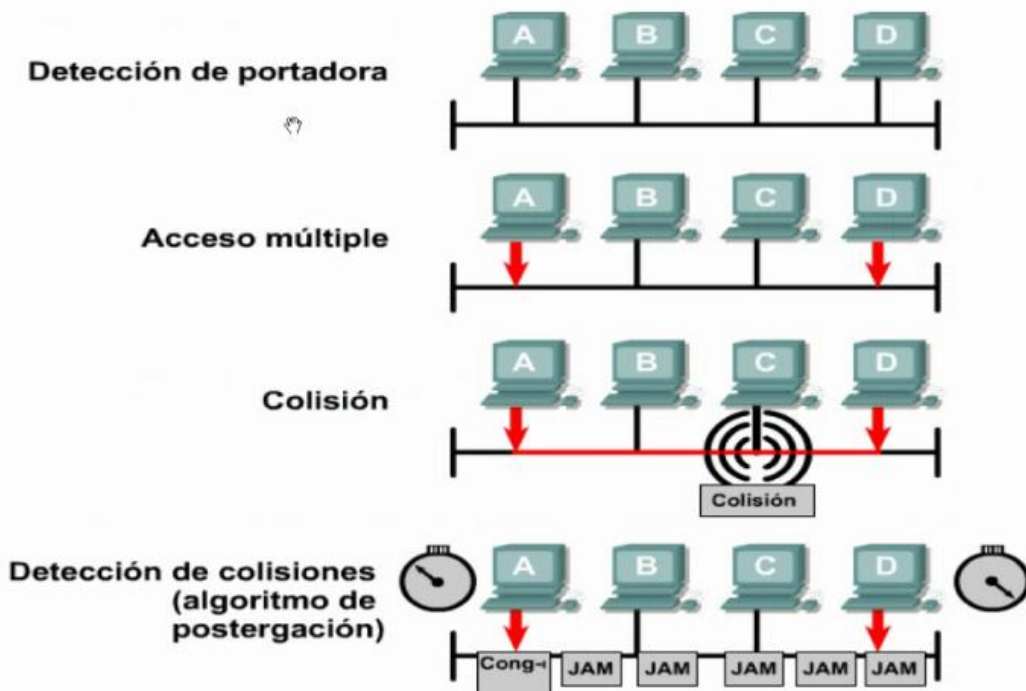 A B C D
Detección de portadora
A B C D
Acceso múltiple
A B C D
Colisión
Colisión
A B C D
Detección de colisiones
(algoritmo de
postergación)
JAM JAM JAM JAM JAM